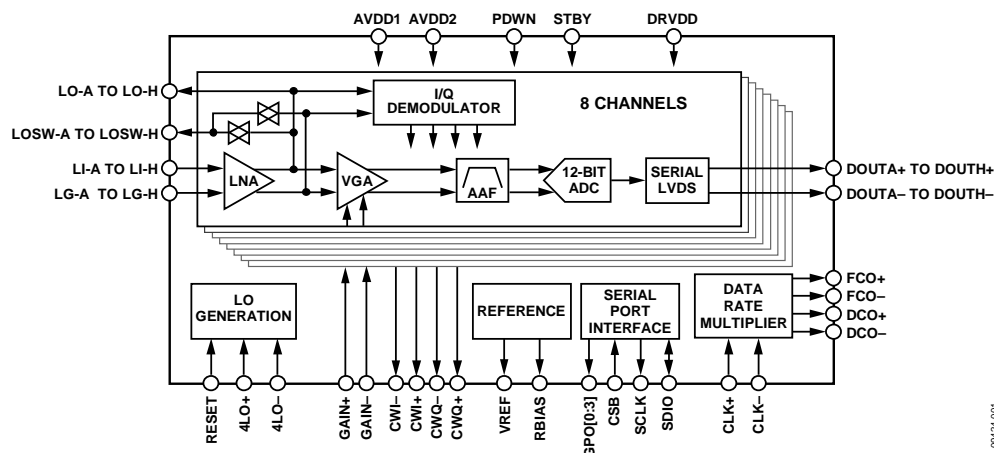 AVDD1 AVDD2 PDWN STBY DRVDD
LO-A TO LO-H
LOSW-A TO LOSW-H
LI-A TO LI-H
LG-A TO LG-H
I/Q
DEMODULATOR
8 CHANNELS
LNA
VGA
AAF
12-BIT
ADC
SERIAL
LVDS
DOUTA+ TO DOUTH+
DOUTA– TO DOUTH–
LO
GENERATION
REFERENCE
SERIAL
PORT
INTERFACE
DATA
RATE
MULTIPLIER
FCO+
FCO–
DCO+
DCO–
RESET
4LO+
4LO–
GAIN+
GAIN–
CWI–
CWI+
CWQ–
CWQ+
VREF
RBIAS
GPO[0:3]
CSB
SCLK
SDIO
CLK+
CLK–